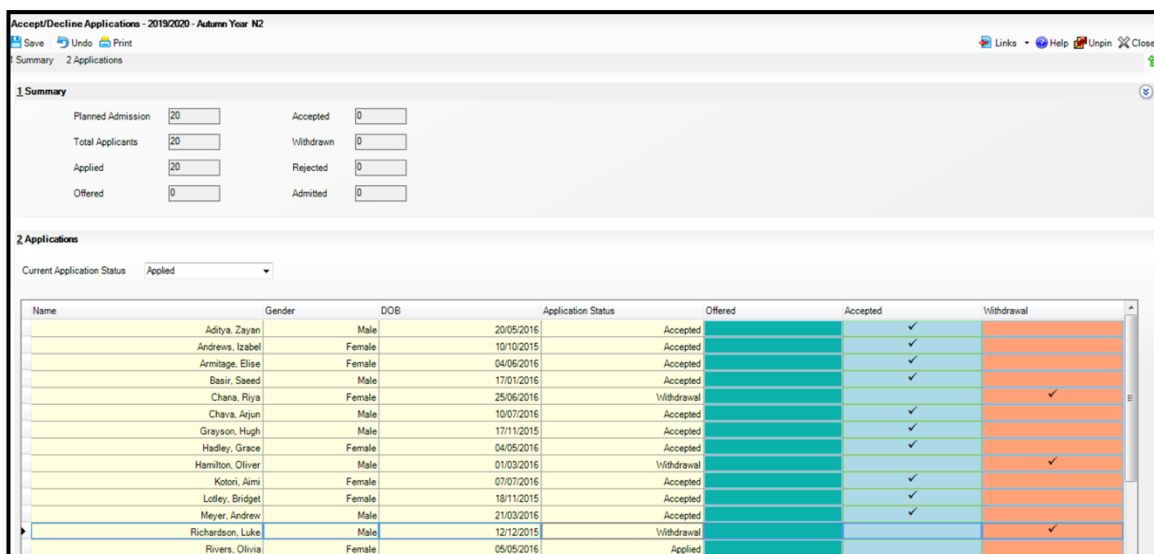 Accept/Decline Applications - 2019/2020 - Autumn Year N2
Save Undo Print Links Help Unpin Close
1 Summary 2 Applications
1 Summary
Planned Admission 20 Accepted 0
Total Applicants 20 Withdrawn 0
Applied 20 Rejected 0
Offered 0 Admitted 0
2 Applications
Current Application Status Applied
Name Gender DOB Application Status Offered Accepted Withdrawal
Aditya, Zayan Male 20/05/2016 Accepted ✓
Andrews, Izabel Female 10/10/2015 Accepted ✓
Armitage, Elise Female 04/06/2016 Accepted ✓
Basir, Saeed Male 17/01/2016 Accepted ✓
Chana, Riya Female 25/06/2016 Withdrawal ✓
Chava, Arjun Male 10/07/2016 Accepted ✓
Grayson, Hugh Male 17/11/2015 Accepted ✓
Hadley, Grace Female 04/05/2016 Accepted ✓
Hamilton, Oliver Male 01/03/2016 Withdrawal ✓
Kotori, Aimi Female 07/07/2016 Accepted ✓
Lotley, Bridget Female 18/11/2015 Accepted ✓
Meyer, Andrew Male 21/03/2016 Accepted ✓
Richardson, Luke Male 12/12/2015 Withdrawal ✓
Rivers, Olivia Female 05/05/2016 Applied